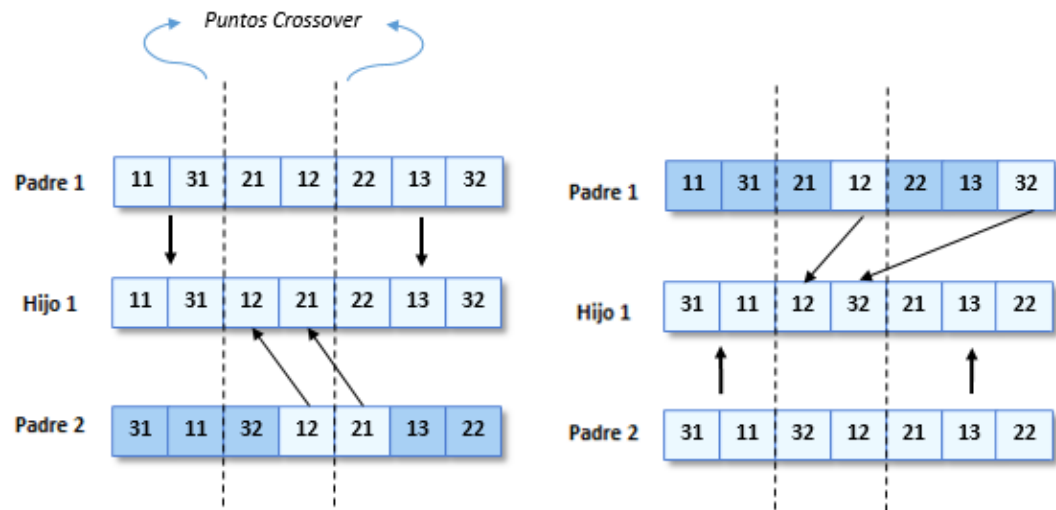 Puntos Crossover
Padre 1 11 31 21 12 22 13 32
Hijo 1 11 31 12 21 22 13 32
Padre 2 31 11 32 12 21 13 22
Padre 1 11 31 21 12 22 13 32
Hijo 1 31 11 12 32 21 13 22
Padre 2 31 11 32 12 21 13 22